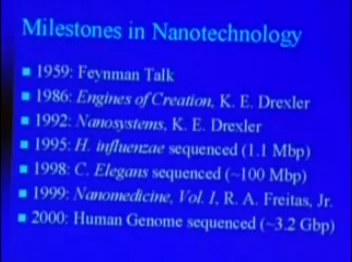 Milestones in Nanotechnology
1959: Feynman Talk
1986: Engines of Creation, K. E. Drexler
1992: Nanosystems, K. E. Drexler
1995: H. influenzae sequenced (1.1 Mbp)
1998: C. Elegans sequenced (~100 Mbp)
1999: Nanomedicine, Vol. I, R. A. Freitas, Jr.
2000: Human Genome sequenced (~3.2 Gbp)